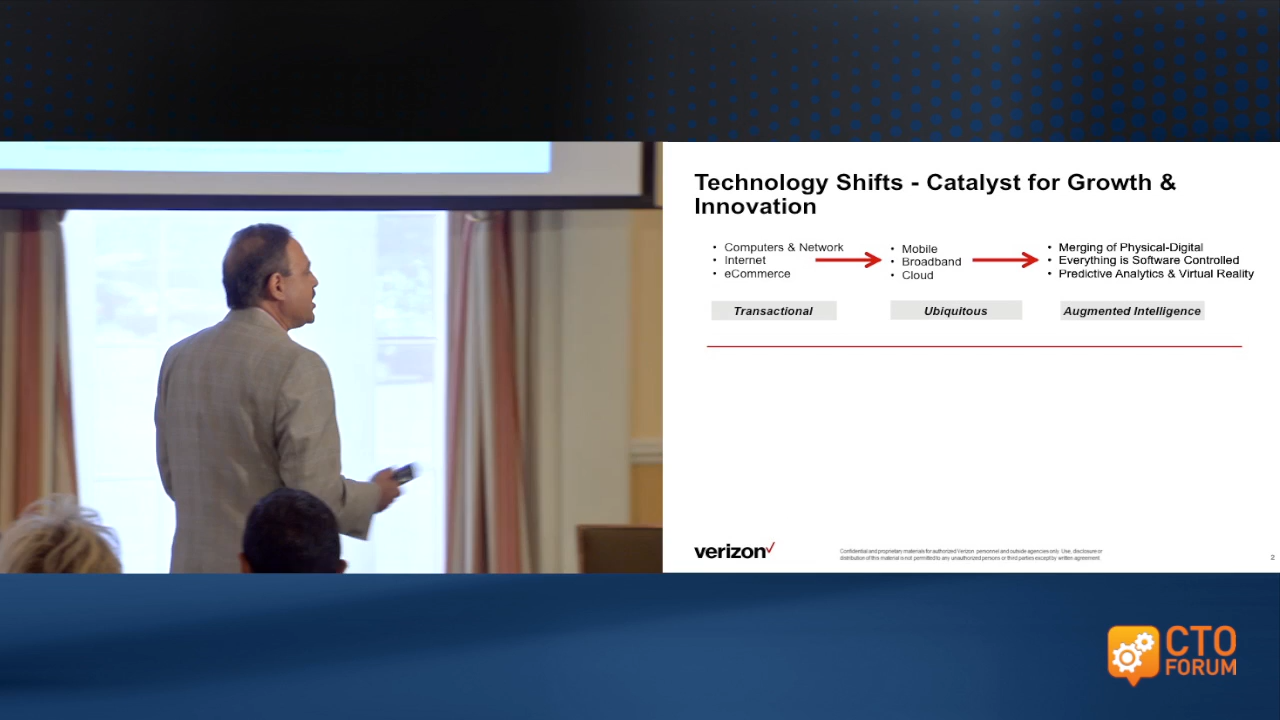 Technology Shifts - Catalyst for Growth &
Innovation
• Computers & Network
• Internet
• eCommerce
• Mobile
• Broadband
• Cloud
• Merging of Physical-Digital
• Everything is Software Controlled
• Predictive Analytics & Virtual Reality
Transactional
Ubiquitous
Augmented Intelligence
verizon
Confidential and proprietary materials for authorized Verizon personnel and outside agencies only. Use, disclosure or
distribution of this material is not permitted to any unauthorized persons or third parties except by written agreement.
2
CTO
FORUM